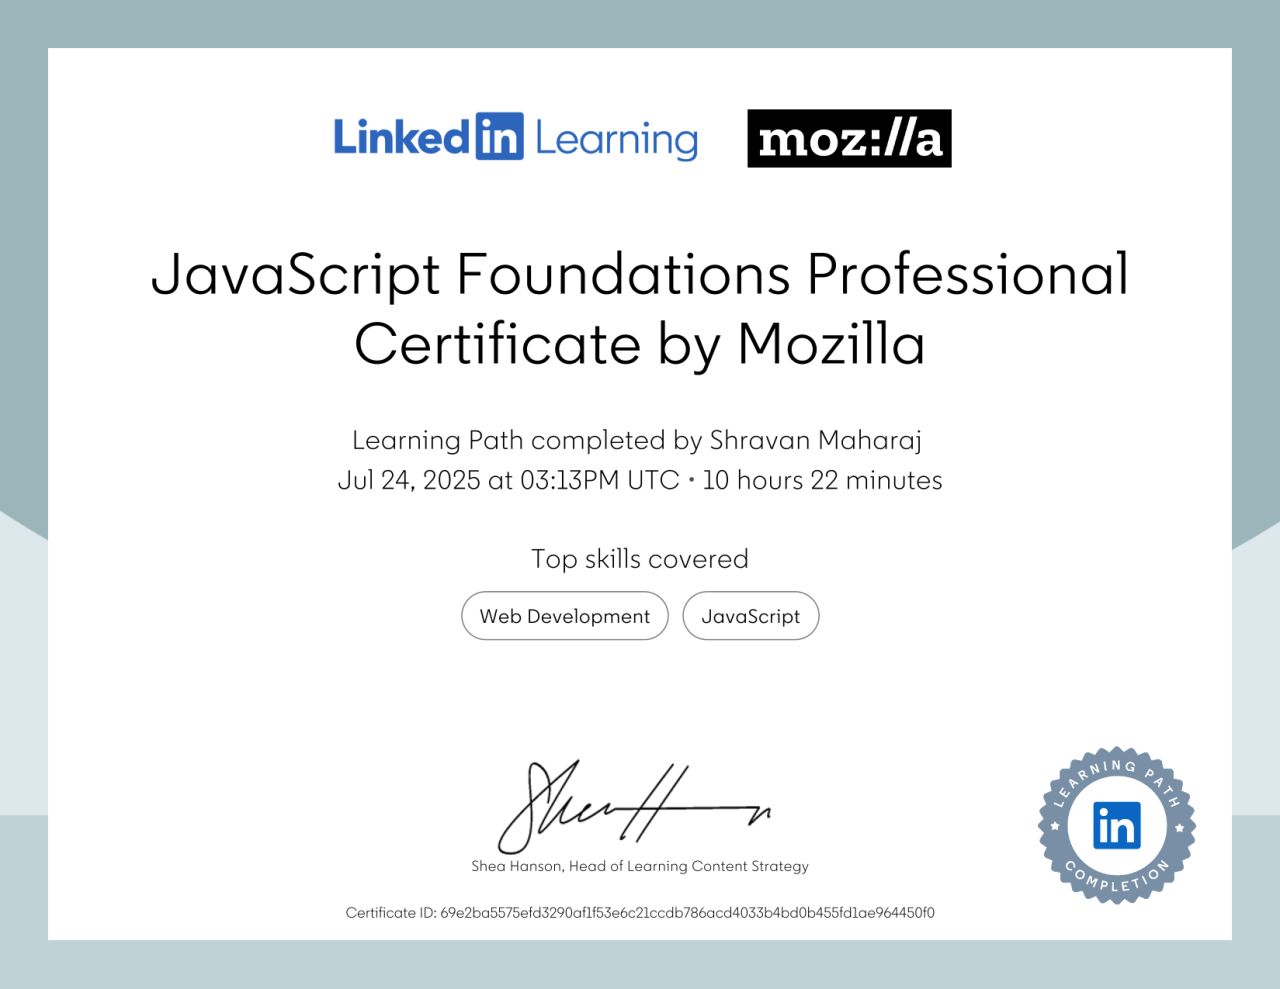 Linked in Learning
moz://a
JavaScript Foundations Professional
Certificate by Mozilla
Learning Path completed by Shravan Maharaj
Jul 24, 2025 at 03:13PM UTC • 10 hours 22 minutes
Top skills covered
Web Development
JavaScript
Shea Hanson, Head of Learning Content Strategy
LEARNING PATH
in
COMPLETION
Certificate ID: 69e2ba5575efd3290af1f53e6c21ccdb786acd4033b4bd0b455fd1ae964450f0